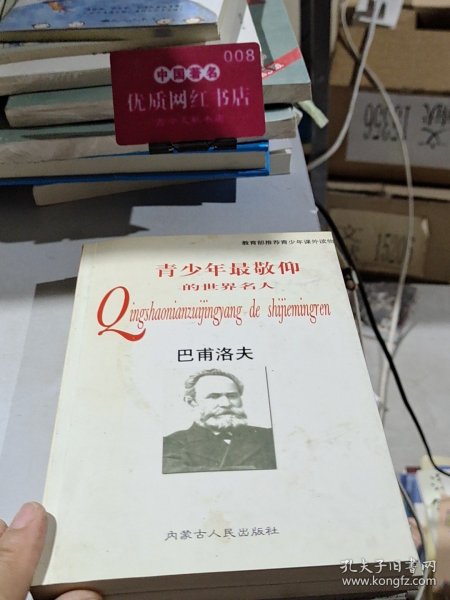 008
中国著名
优质网红书店
教育部推荐青少年课外读物
青少年最敬仰
的世界名人
Qingshaonianzuijingyang de shijiemingren
巴甫洛夫
内蒙古人民出版社
孔夫子旧书网
www.kongfz.com